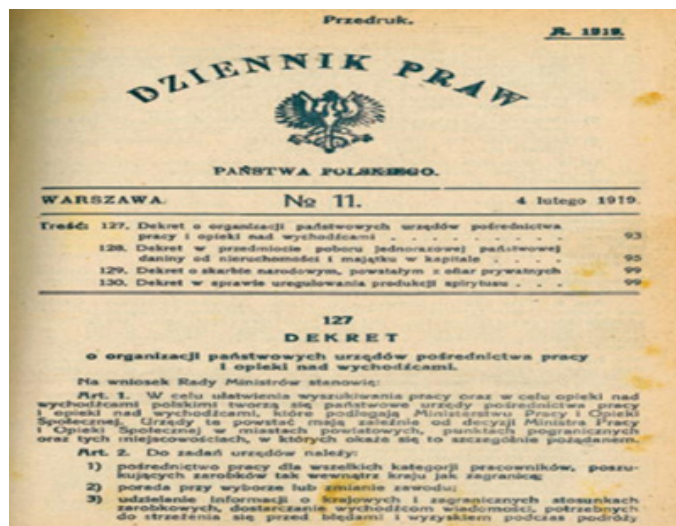 Przedruk.
R. 1919.
DZIENNIK PRAW
PAŃSTWA POLSKIEGO.
WARSZAWA. № 11. 4 lutego 1919.
Treść: 127. Dekret o organizacji państwowych urzędów pośrednictwa
pracy i opieki nad wychodźcami . . . . . . . . . 93
128. Dekret w przedmiocie poboru jednorazowej państwowej
daniny od nieruchomości i majątku w kapitale . . . . 95
129. Dekret o skarbie narodowym, powstałym z ofiar prywatnych 99
130. Dekret w sprawie uregulowania produkcji spirytusu . . . 99
127
DEKRET
o organizacji państwowych urzędów pośrednictwa pracy
i opieki nad wychodźcami.
Na wniosek Rady Ministrów stanowię:
Art. 1. W celu ułatwienia wyszukiwania pracy oraz w celu opieki nad
wychodźcami polskimi tworzą się państwowe urzędy pośrednictwa pracy
i opieki nad wychodźcami, które podlegają Ministerstwu Pracy i Opieki
Społecznej. Urzędy te powstać mają zależnie od decyzji Ministra Pracy
i Opieki Społecznej w miastach powiatowych, punktach pogranicznych
oraz tych miejscowościach, w których okaże się to szczególnie pożądanem.
Art. 2. Do zadań urzędów należy:
1) pośrednictwo pracy dla wszelkich kategorji pracowników, poszu-
kujących zarobków tak wewnątrz kraju jak zagranicą;
2) porada przy wyborze lub zmianie zawodu;
3) udzielanie informacji o krajowych i zagranicznych stosunkach
zarobkowych, dostarczanie wychodźcom wiadomości, potrzebnych
do strzeżenia się przed błędami i wyzyskiem podczas podróży